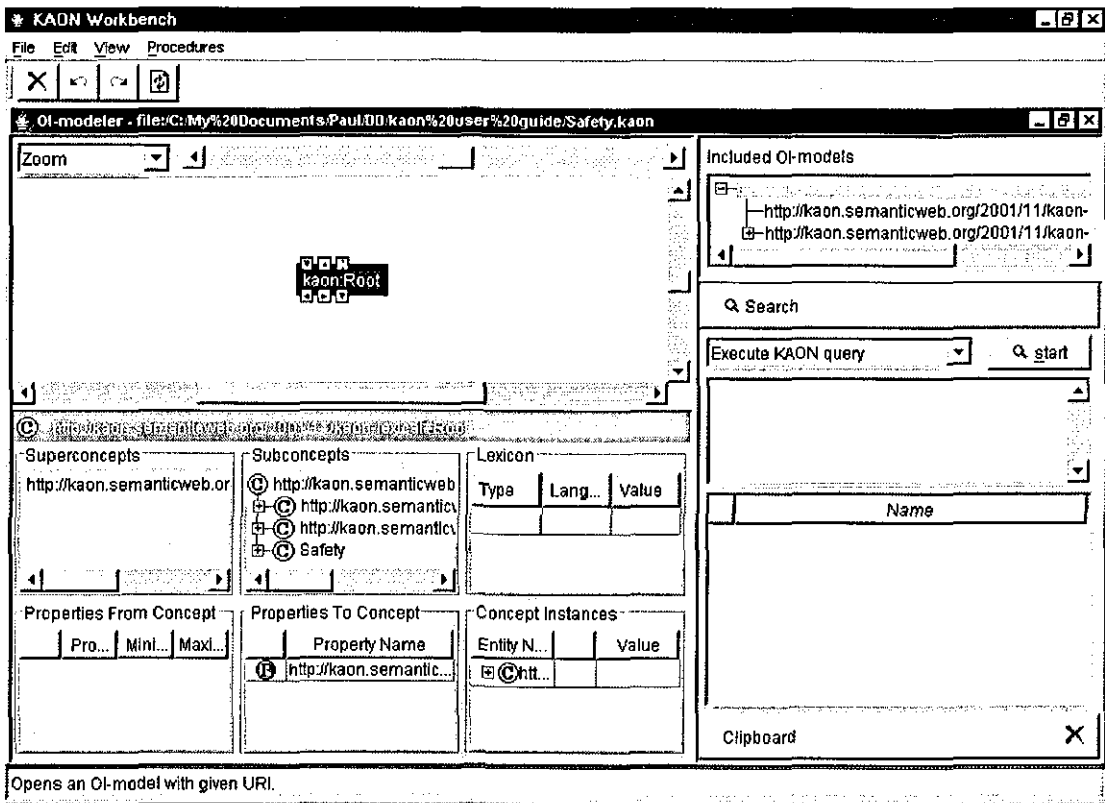 KAON Workbench
File Edit View Procedures
OI-modeler - file:/C:/My%20Documents/Paul/DD/kaon%20user%20guide/Safety.kaon
Zoom
kaon:Root
Included OI-models
http://kaon.semanticweb.org/2001/11/kaon-
http://kaon.semanticweb.org/2001/11/kaon-
Search
Execute KAON query
start
Name
Clipboard
C
Superconcepts
http://kaon.semanticweb.or
Subconcepts
C http://kaon.semanticweb
C http://kaon.semanticv
C http://kaon.semanticv
C Safety
Lexicon
Type Lang... Value
Properties From Concept
Pro... Mini... Maxi...
Properties To Concept
Property Name
P http://kaon.semantic...
Concept Instances
Entity N... Value
C htt...
Opens an OI-model with given URI.